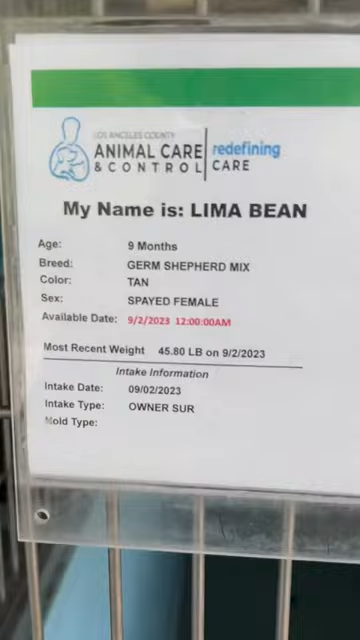 LOS ANGELES COUNTY
ANIMAL CARE redefining
& CONTROL CARE
My Name is: LIMA BEAN
Age: 9 Months
Breed: GERM SHEPHERD MIX
Color: TAN
Sex: SPAYED FEMALE
Available Date: 9/2/2023 12:00:00AM
Most Recent Weight 45.80 LB on 9/2/2023
Intake Information
Intake Date: 09/02/2023
Intake Type: OWNER SUR
Hold Type: